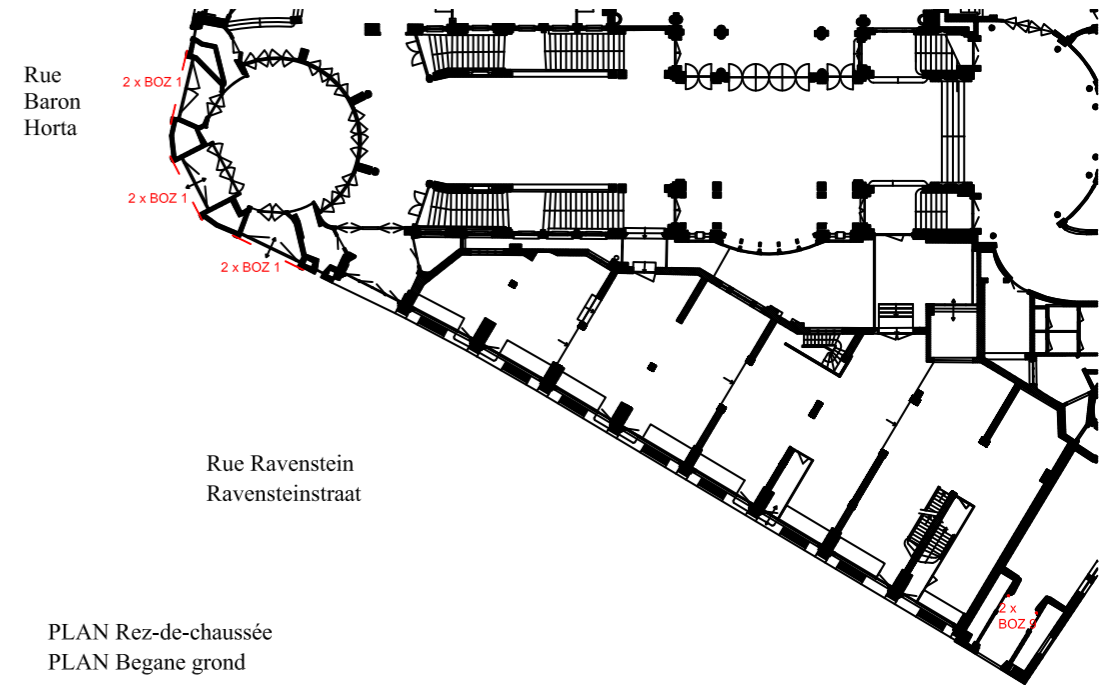 Rue
Baron
Horta
2 x BOZ 1
2 x BOZ 1
2 x BOZ 1
Rue Ravenstein
Ravensteinstraat
2 x
BOZ 9
PLAN Rez-de-chaussée
PLAN Begane grond